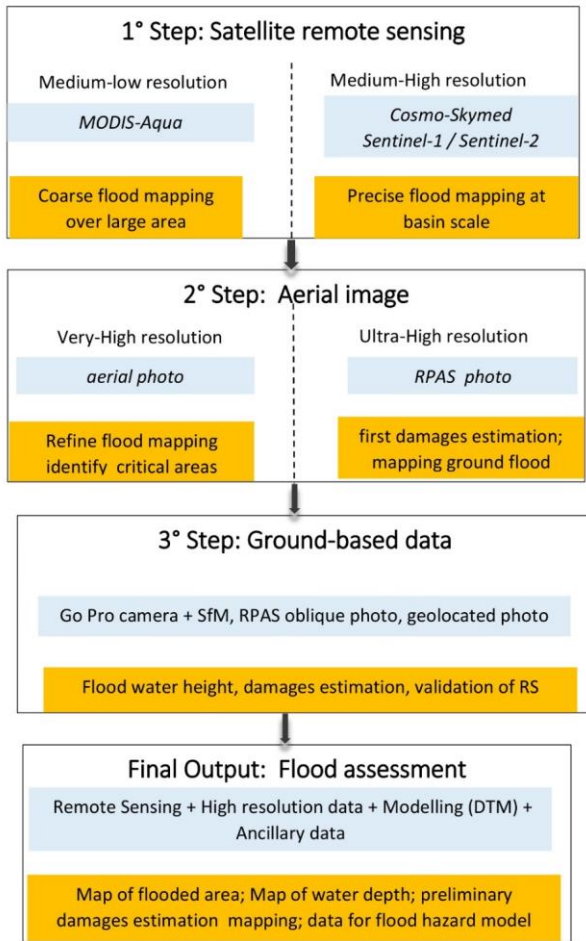 1° Step: Satellite remote sensing
Medium-low resolution
MODIS-Aqua
Coarse flood mapping
over large area
Medium-High resolution
Cosmo-Skymed
Sentinel-1 / Sentinel-2
Precise flood mapping at
basin scale
2° Step: Aerial image
Very-High resolution
aerial photo
Refine flood mapping
identify critical areas
Ultra-High resolution
RPAS photo
first damages estimation;
mapping ground flood
3° Step: Ground-based data
Go Pro camera + SfM, RPAS oblique photo, geolocated photo
Flood water height, damages estimation, validation of RS
Final Output: Flood assessment
Remote Sensing + High resolution data + Modelling (DTM) +
Ancillary data
Map of flooded area; Map of water depth; preliminary
damages estimation mapping; data for flood hazard model